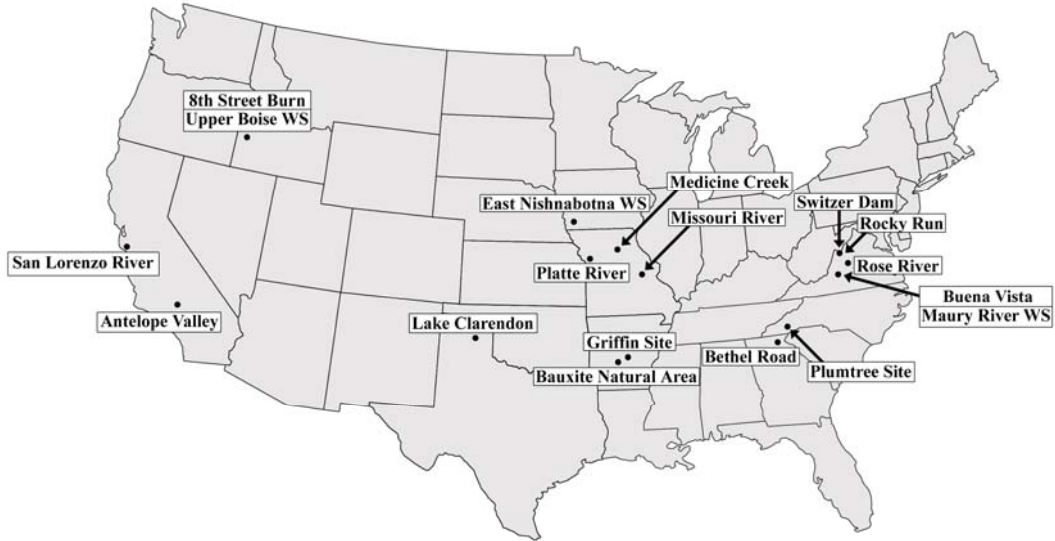 8th Street Burn
Upper Boise WS
Medicine Creek
East Nishnabotna WS
Switzer Dam
Missouri River
Rocky Run
San Lorenzo River
Platte River
Rose River
Buena Vista
Maury River WS
Antelope Valley
Lake Clarendon
Griffin Site
Bethel Road
Plumtree Site
Bauxite Natural Area